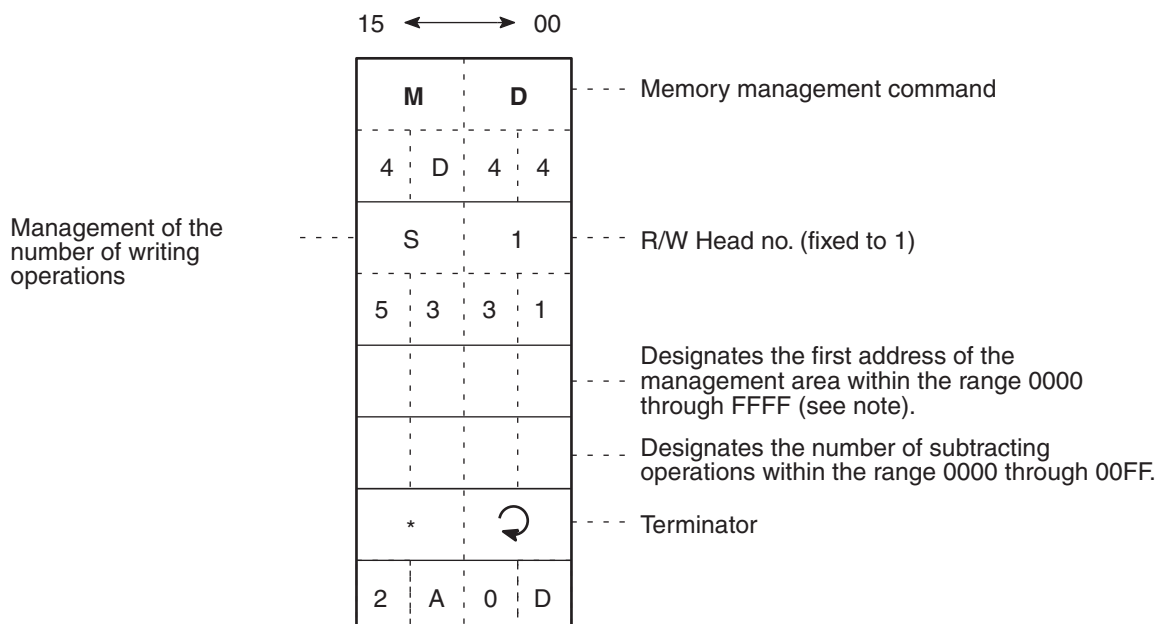 15 00
M D
Memory management command
4 D 4 4
Management of the
number of writing
operations
S 1
R/W Head no. (fixed to 1)
5 3 3 1
Designates the first address of the
management area within the range 0000
through FFFF (see note).
Designates the number of subtracting
operations within the range 0000 through 00FF.
*
Terminator
2 A 0 D